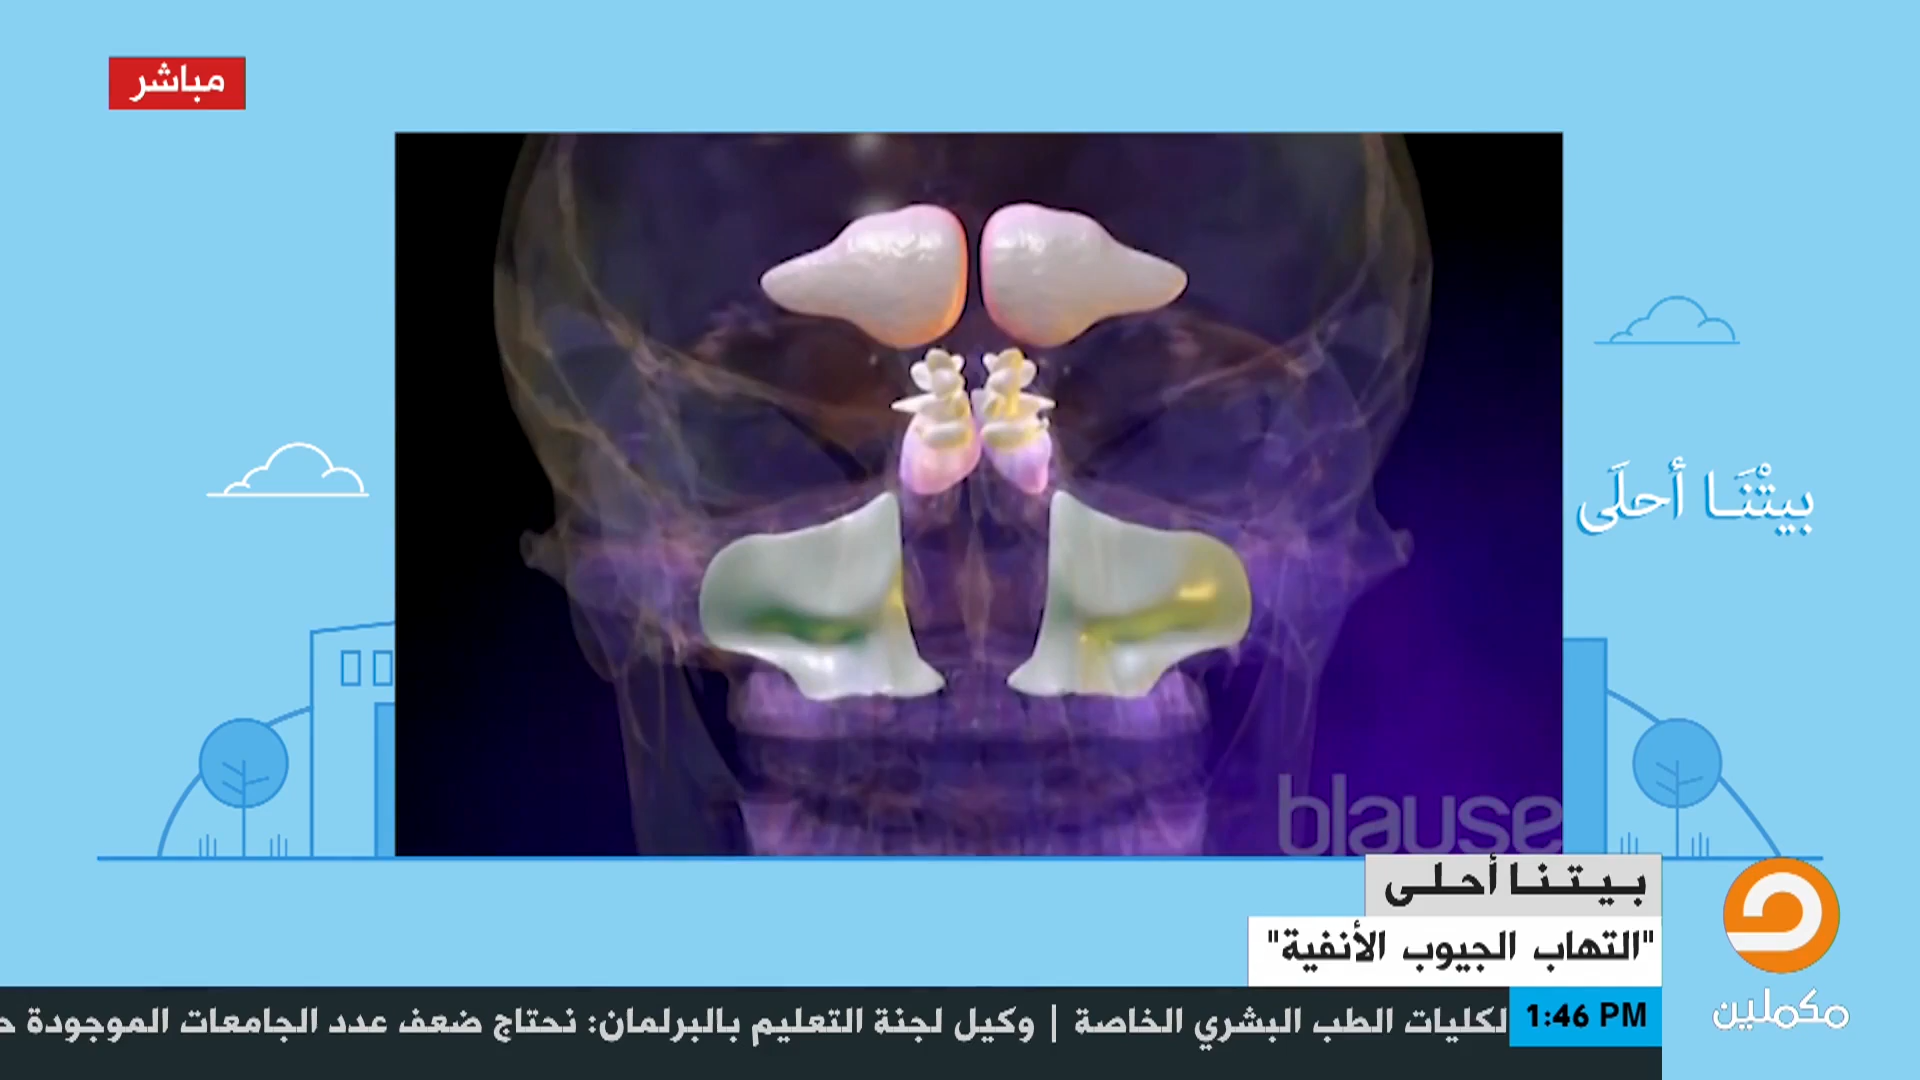 مباشر
بيتْنَا أحلَى
blause
بيتنا أحلى
"التهاب الجيوب الأنفية"
1:46 PM
لكليات الطب البشري الخاصة | وكيل لجنة التعليم بالبرلمان: نحتاج ضعف عدد الجامعات الموجودة
مكملين